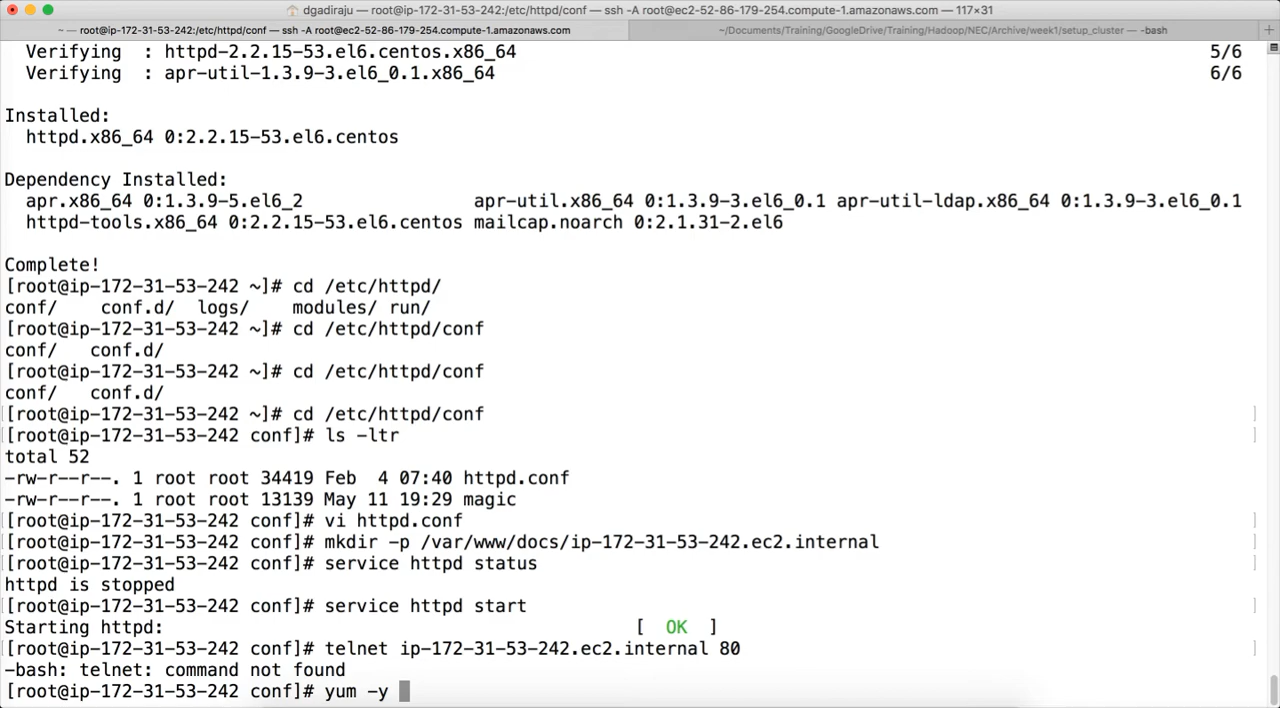 dgadiraju — root@ip-172-31-53-242:/etc/httpd/conf — ssh -A root@ec2-52-86-179-254.compute-1.amazonaws.com — 117×31
~ — root@ip-172-31-53-242:/etc/httpd/conf — ssh -A root@ec2-52-86-179-254.compute-1.amazonaws.com
~/Documents/Training/GoogleDrive/Training/Hadoop/NEC/Archive/week1/setup_cluster — -bash
Verifying  : httpd-2.2.15-53.el6.centos.x86_64 5/6
Verifying  : apr-util-1.3.9-3.el6_0.1.x86_64 6/6
Installed:
httpd.x86_64 0:2.2.15-53.el6.centos
Dependency Installed:
apr.x86_64 0:1.3.9-5.el6_2 apr-util.x86_64 0:1.3.9-3.el6_0.1 apr-util-ldap.x86_64 0:1.3.9-3.el6_0.1
httpd-tools.x86_64 0:2.2.15-53.el6.centos mailcap.noarch 0:2.1.31-2.el6
Complete!
[root@ip-172-31-53-242 ~]# cd /etc/httpd/
conf/ conf.d/ logs/ modules/ run/
[root@ip-172-31-53-242 ~]# cd /etc/httpd/conf
conf/ conf.d/
[root@ip-172-31-53-242 ~]# cd /etc/httpd/conf
conf/ conf.d/
[root@ip-172-31-53-242 ~]# cd /etc/httpd/conf
[root@ip-172-31-53-242 conf]# ls -ltr
total 52
-rw-r--r--. 1 root root 34419 Feb  4 07:40 httpd.conf
-rw-r--r--. 1 root root 13139 May 11 19:29 magic
[root@ip-172-31-53-242 conf]# vi httpd.conf
[root@ip-172-31-53-242 conf]# mkdir -p /var/www/docs/ip-172-31-53-242.ec2.internal
[root@ip-172-31-53-242 conf]# service httpd status
httpd is stopped
[root@ip-172-31-53-242 conf]# service httpd start
Starting httpd: [  OK  ]
[root@ip-172-31-53-242 conf]# telnet ip-172-31-53-242.ec2.internal 80
-bash: telnet: command not found
[root@ip-172-31-53-242 conf]# yum -y